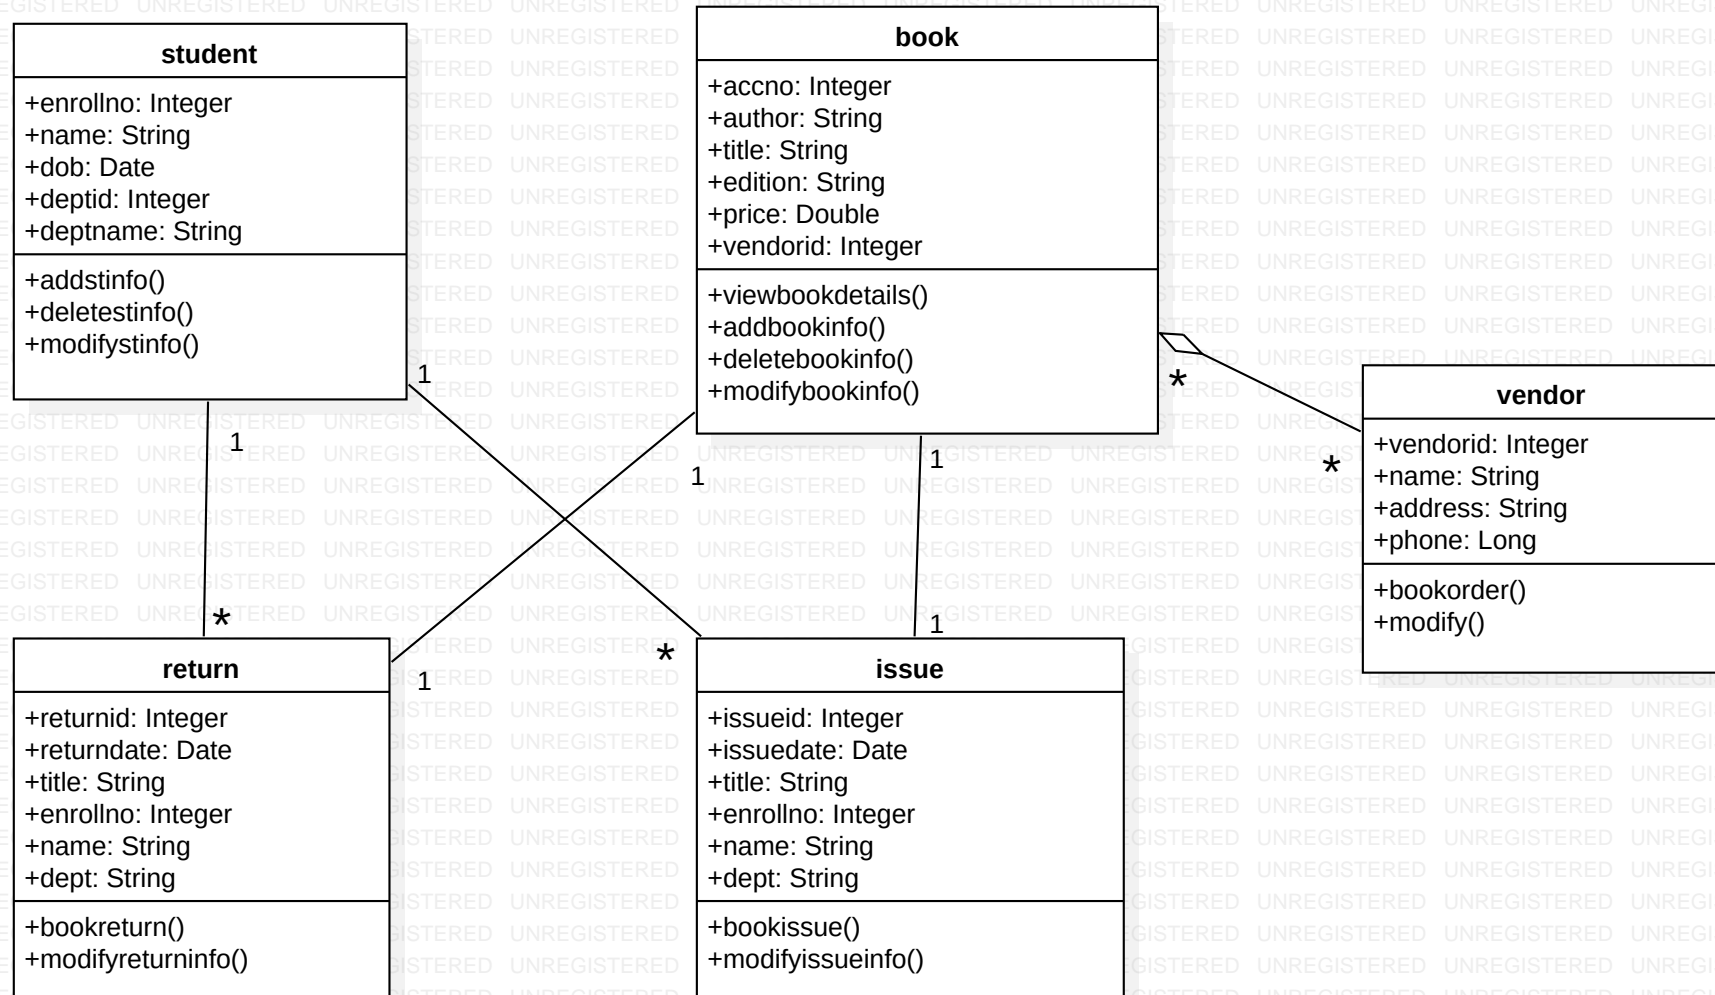 student
+enrollno: Integer
+name: String
+dob: Date
+deptid: Integer
+deptname: String
+addstinfo()
+deletestinfo()
+modifystinfo()
book
+accno: Integer
+author: String
+title: String
+edition: String
+price: Double
+vendorid: Integer
+viewbookdetails()
+addbookinfo()
+deletebookinfo()
+modifybookinfo()
vendor
+vendorid: Integer
+name: String
+address: String
+phone: Long
+bookorder()
+modify()
1
1
1
1
*
*
*
1
*
1
return
+returnid: Integer
+returndate: Date
+title: String
+enrollno: Integer
+name: String
+dept: String
+bookreturn()
+modifyreturninfo()
issue
+issueid: Integer
+issuedate: Date
+title: String
+enrollno: Integer
+name: String
+dept: String
+bookissue()
+modifyissueinfo()
UNREGISTERED